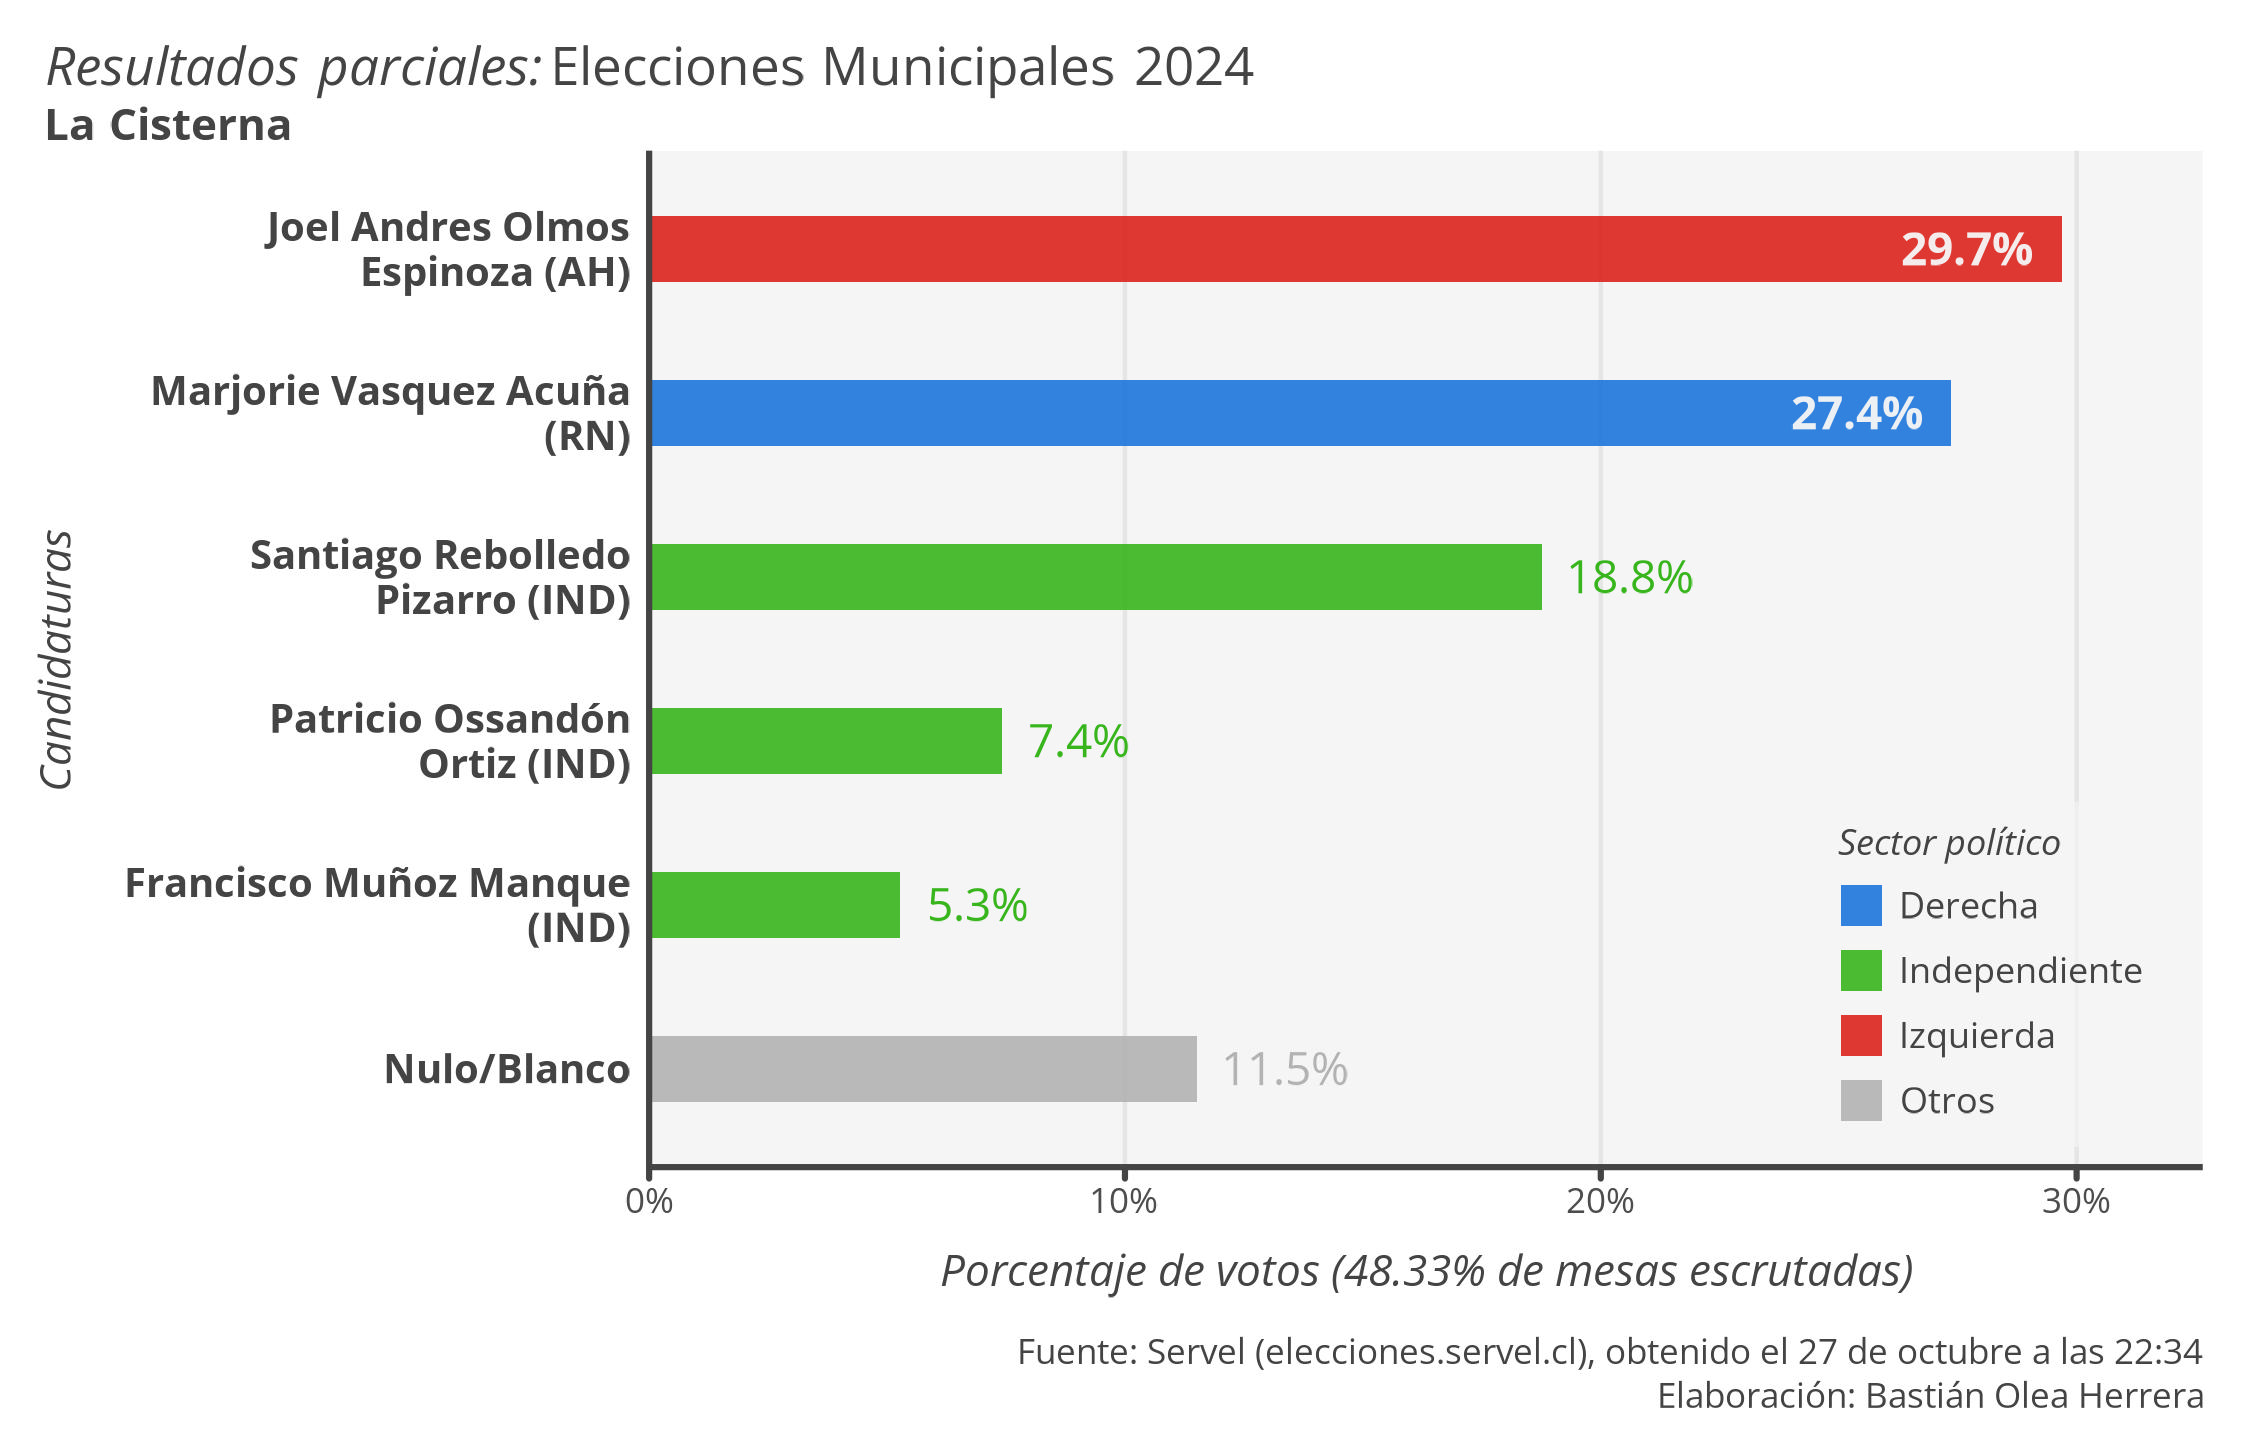 Resultados parciales: Elecciones Municipales 2024
La Cisterna
Candidaturas
Joel Andres Olmos
Espinoza (AH)
29.7%
Marjorie Vasquez Acuña
(RN)
27.4%
Santiago Rebolledo
Pizarro (IND)
18.8%
Patricio Ossandón
Ortiz (IND)
7.4%
Francisco Muñoz Manque
(IND)
5.3%
Nulo/Blanco
11.5%
Sector político
Derecha
Independiente
Izquierda
Otros
0%
10%
20%
30%
Porcentaje de votos (48.33% de mesas escrutadas)
Fuente: Servel (elecciones.servel.cl), obtenido el 27 de octubre a las 22:34
Elaboración: Bastián Olea Herrera